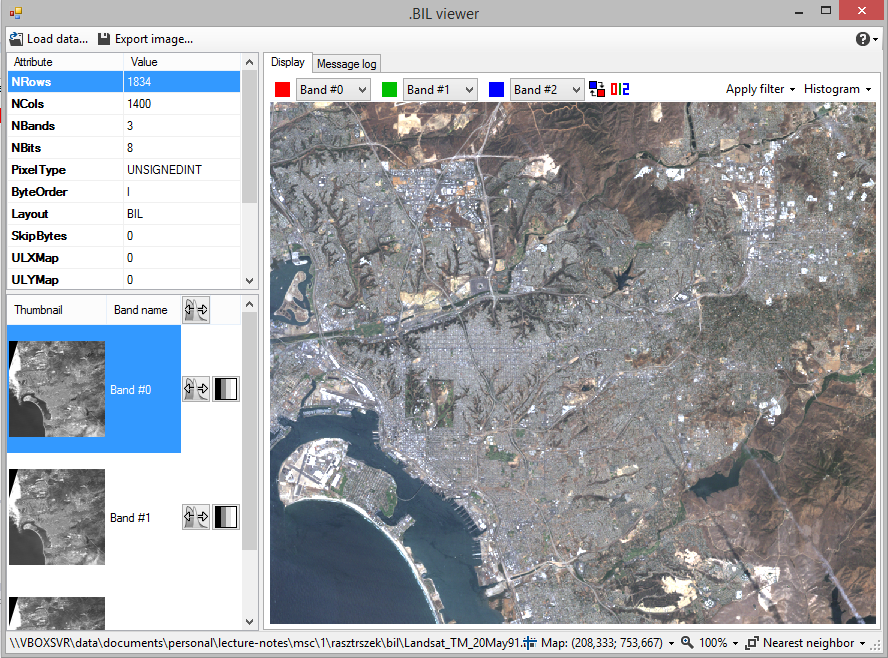 .BIL viewer
Load data... Export image...
Attribute Value
NRows 1834
NCols 1400
NBands 3
NBits 8
PixelType UNSIGNEDINT
ByteOrder I
Layout BIL
SkipBytes 0
ULXMap 0
ULYMap 0
Thumbnail Band name
Band #0
Band #1
Display Message log
Band #0 Band #1 Band #2 012 Apply filter Histogram
\\VBOXSVR\data\documents\personal\lecture-notes\msc\1\rasztrszek\bil\Landsat_TM_20May91. Map: (208,333; 753,667) 100% Nearest neighbor